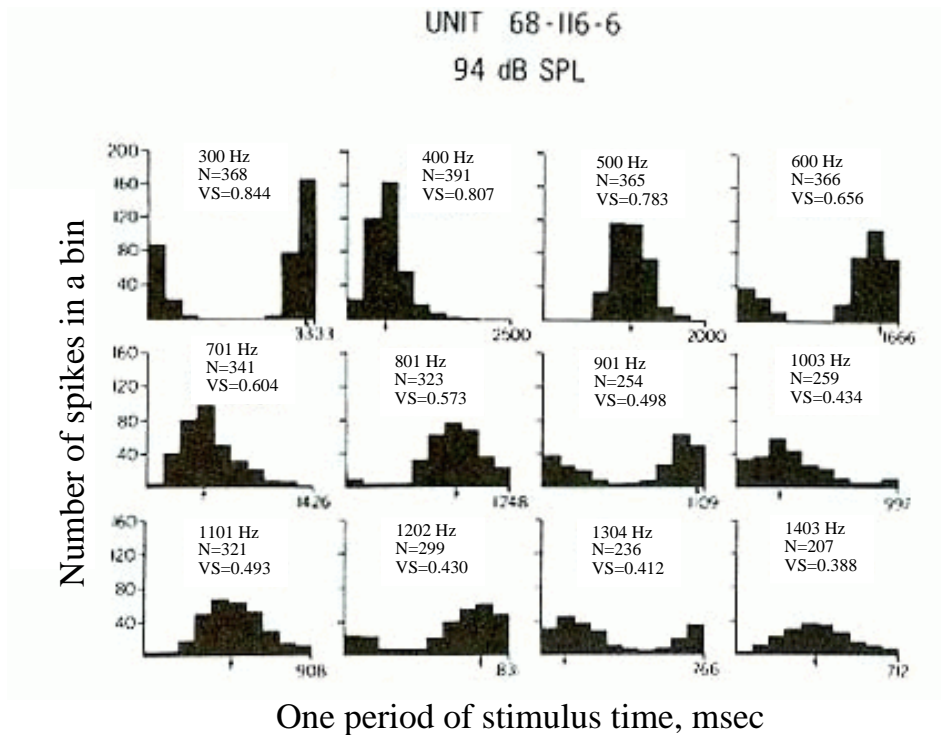 UNIT 68-116-6
94 dB SPL
Number of spikes in a bin
200
160
120
80
40
300 Hz
N=368
VS=0.844
3333
400 Hz
N=391
VS=0.807
2500
500 Hz
N=365
VS=0.783
2000
600 Hz
N=366
VS=0.656
1666
160
120
80
40
701 Hz
N=341
VS=0.604
1426
801 Hz
N=323
VS=0.573
1748
901 Hz
N=254
VS=0.498
1109
1003 Hz
N=259
VS=0.434
160
120
80
40
1101 Hz
N=321
VS=0.493
908
1202 Hz
N=299
VS=0.430
1304 Hz
N=236
VS=0.412
766
1403 Hz
N=207
VS=0.388
712
One period of stimulus time, msec